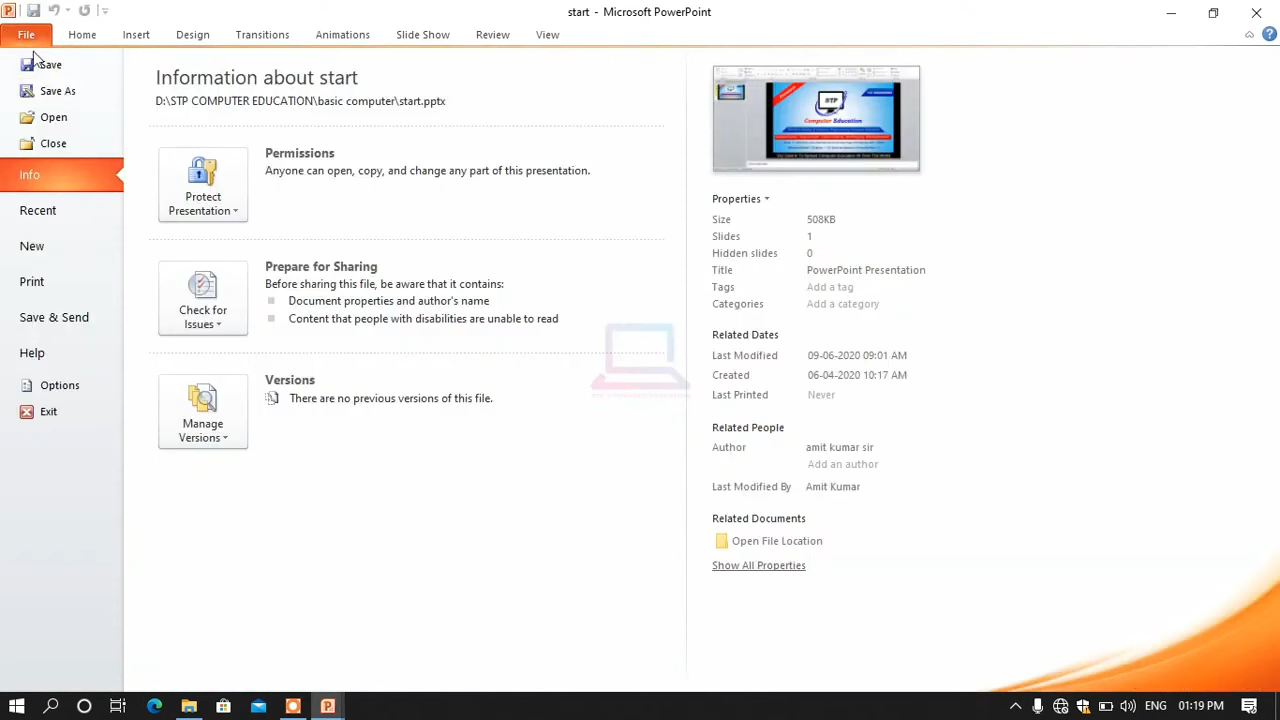 start - Microsoft PowerPoint
File Home Insert Design Transitions Animations Slide Show Review View
Save
Save As
Open
Close
Info
Recent
New
Print
Save & Send
Help
Options
Exit
Information about start
D:\STP COMPUTER EDUCATION\basic computer\start.pptx
Protect
Presentation
Permissions
Anyone can open, copy, and change any part of this presentation.
Check for
Issues
Prepare for Sharing
Before sharing this file, be aware that it contains:
Document properties and author's name
Content that people with disabilities are unable to read
Manage
Versions
Versions
There are no previous versions of this file.
STP
Computer Education
Properties
Size 508KB
Slides 1
Hidden slides 0
Title PowerPoint Presentation
Tags Add a tag
Categories Add a category
Related Dates
Last Modified 09-06-2020 09:01 AM
Created 06-04-2020 10:17 AM
Last Printed Never
Related People
Author amit kumar sir
Add an author
Last Modified By Amit Kumar
Related Documents
Open File Location
Show All Properties
ENG 01:19 PM